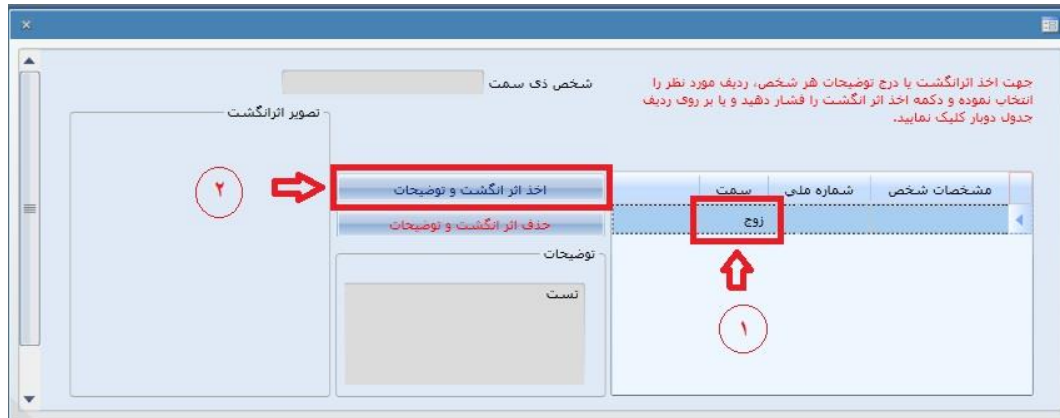 جهت اخذ اثرانگشت یا درج توضیحات هر شخص، ردیف مورد نظر را
انتخاب نموده و دکمه اخذ اثر انگشت را فشار دهید و یا بر روی ردیف
جدول دوبار کلیک نمایید.
شخص ذی سمت
تصویر اثرانگشت
مشخصات شخص شماره ملی سمت
زوج
۱
اخذ اثر انگشت و توضیحات
۲
حذف اثر انگشت و توضیحات
توضیحات
تست